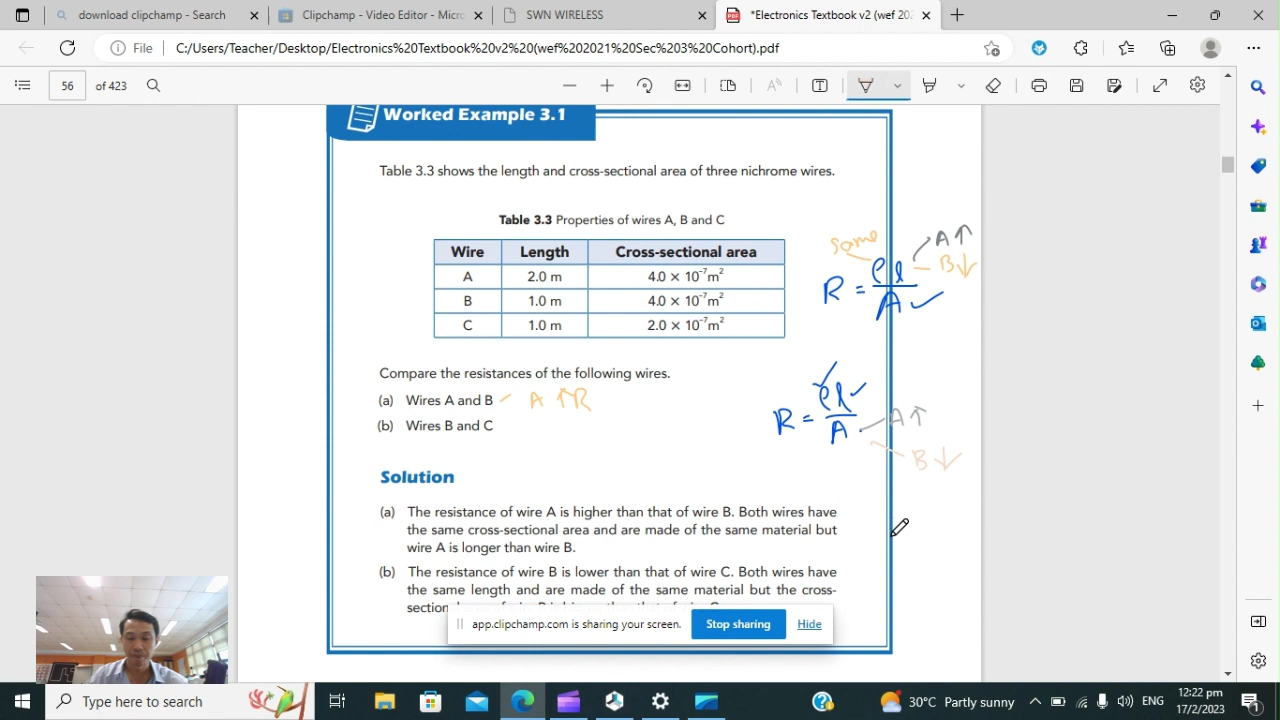 download clipchamp - Search
Clipchamp - Video Editor - Micro
SWN WIRELESS
*Electronics Textbook v2 (wef 202
File
C:/Users/Teacher/Desktop/Electronics%20Textbook%20v2%20(wef%202021%20Sec%203%20Cohort).pdf
56 of 423
Worked Example 3.1
Table 3.3 shows the length and cross-sectional area of three nichrome wires.
Table 3.3 Properties of wires A, B and C
Wire Length Cross-sectional area
A 2.0 m 4.0 × 10⁻⁷m²
B 1.0 m 4.0 × 10⁻⁷m²
C 1.0 m 2.0 × 10⁻⁷m²
same
A ↑
B ↓
R = ρl
A ✓
Compare the resistances of the following wires.
(a) Wires A and B – A ↑R
(b) Wires B and C
R = ρl
A
A ↑
B ↓
Solution
(a) The resistance of wire A is higher than that of wire B. Both wires have
the same cross-sectional area and are made of the same material but
wire A is longer than wire B.
(b) The resistance of wire B is lower than that of wire C. Both wires have
the same length and are made of the same material but the cross-
section
app.clipchamp.com is sharing your screen.
Stop sharing
Hide
Type here to search
30°C Partly sunny
ENG
12:22 pm
17/2/2023